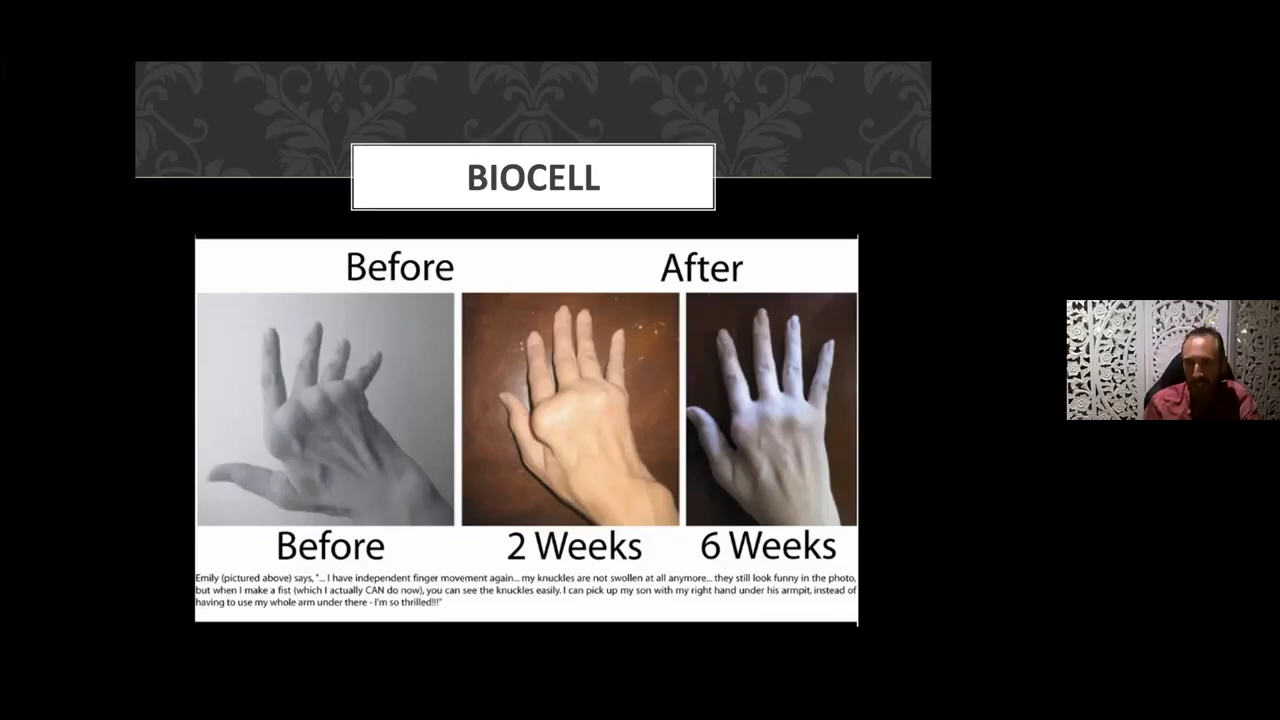 BIOCELL
Before After
Before 2 Weeks 6 Weeks
Emily (pictured above) says, "... I have independent finger movement again... my knuckles are not swollen at all anymore... they still look funny in the photo,
but when I make a fist (which I actually CAN do now), you can see the knuckles easily. I can pick up my son with my right hand under his armpit, instead of
having to use my whole arm under there - I'm so thrilled!!!"